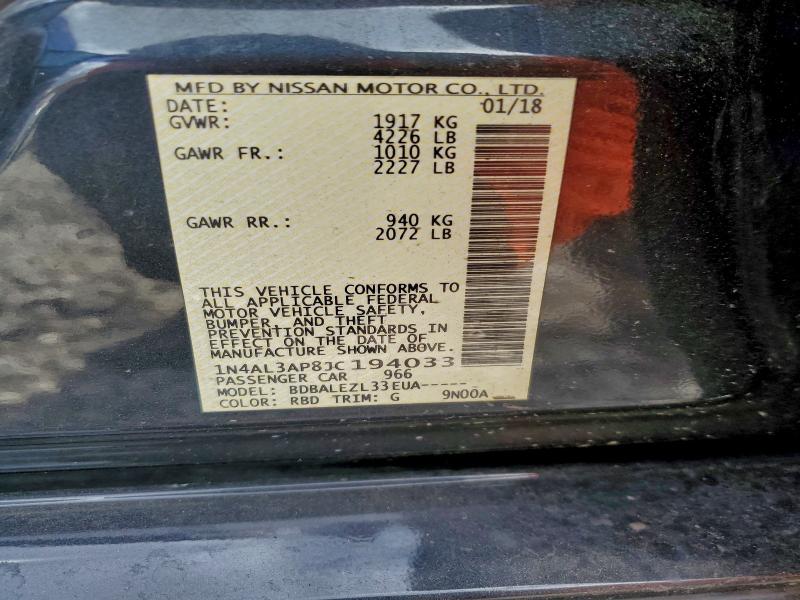 MFD BY NISSAN MOTOR CO., LTD.
DATE: 01/18
GVWR: 1917 KG
4226 LB
GAWR FR.: 1010 KG
2227 LB
GAWR RR.: 940 KG
2072 LB
THIS VEHICLE CONFORMS TO
ALL APPLICABLE FEDERAL
MOTOR VEHICLE SAFETY,
BUMPER, AND THEFT
PREVENTION STANDARDS IN
EFFECT ON THE DATE OF
MANUFACTURE SHOWN ABOVE.
1N4AL3AP8JC194033
PASSENGER CAR 966
MODEL: BDBALEZL33EUA-----
COLOR: RBD TRIM: G 9N00A